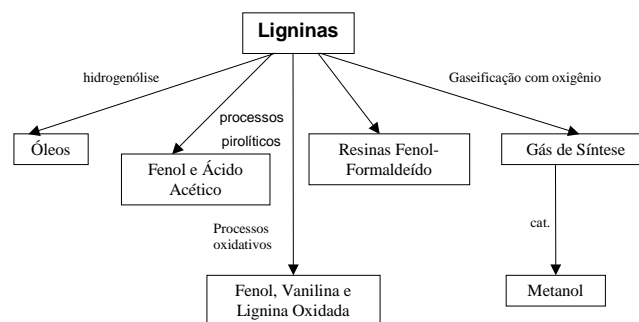 Ligninas
hidrogenólise
Gaseificação com oxigênio
processos
pirolíticos
Óleos
Fenol e Ácido
Acético
Resinas Fenol-
Formaldeído
Gás de Síntese
Processos
oxidativos
cat.
Fenol, Vanilina e
Lignina Oxidada
Metanol